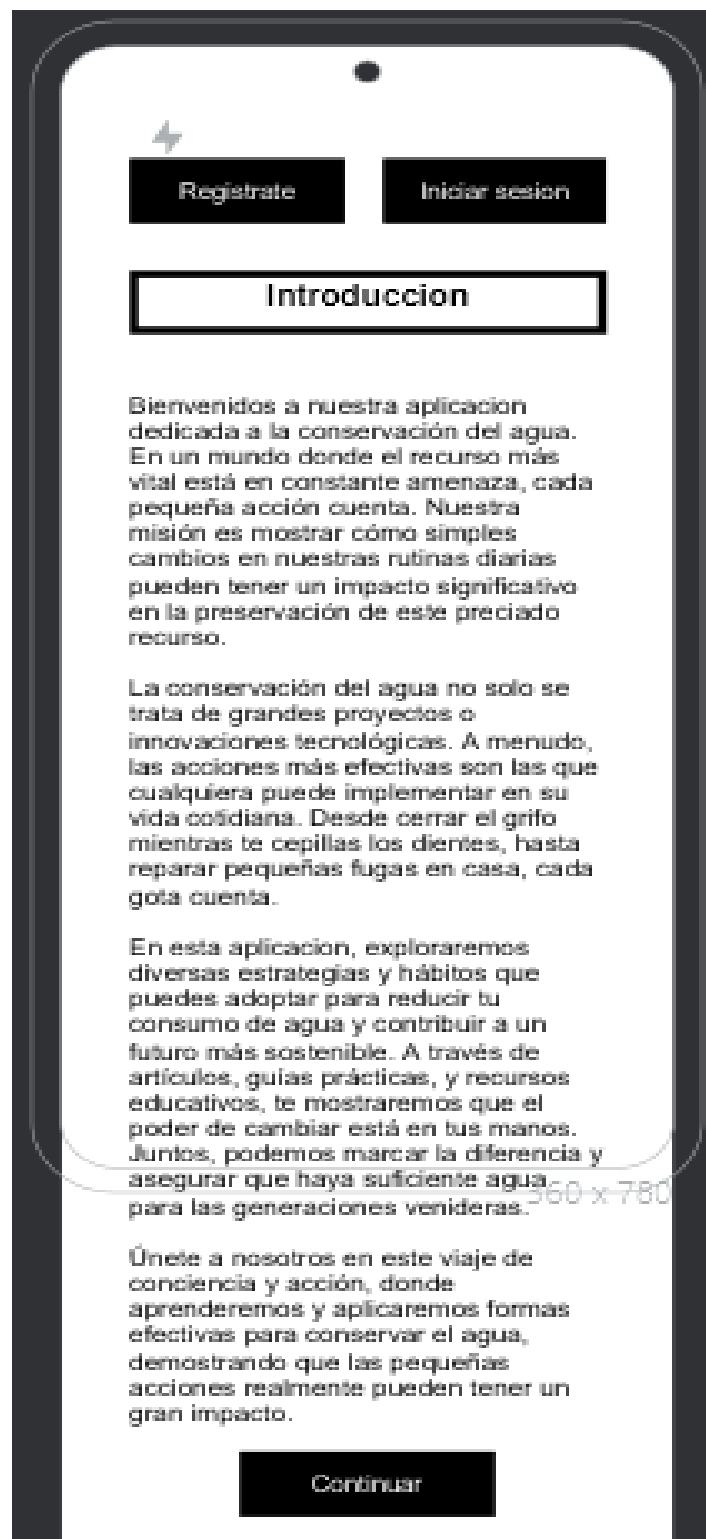 Registrate
Iniciar sesion
Introduccion
Bienvenidos a nuestra aplicacion
dedicada a la conservación del agua.
En un mundo donde el recurso más
vital está en constante amenaza, cada
pequeña acción cuenta. Nuestra
misión es mostrar cómo simples
cambios en nuestras rutinas diarias
pueden tener un impacto significativo
en la preservación de este preciado
recurso.
La conservación del agua no solo se
trata de grandes proyectos o
innovaciones tecnológicas. A menudo,
las acciones más efectivas son las que
cualquiera puede implementar en su
vida cotidiana. Desde cerrar el grifo
mientras te cepillas los dientes, hasta
reparar pequeñas fugas en casa, cada
gota cuenta.
En esta aplicacion, exploraremos
diversas estrategias y hábitos que
puedes adoptar para reducir tu
consumo de agua y contribuir a un
futuro más sostenible. A través de
artículos, guías prácticas, y recursos
educativos, te mostraremos que el
poder de cambiar está en tus manos.
Juntos, podemos marcar la diferencia y
asegurar que haya suficiente agua
360 x 780
para las generaciones venideras.
Únete a nosotros en este viaje de
conciencia y acción, donde
aprenderemos y aplicaremos formas
efectivas para conservar el agua,
demostrando que las pequeñas
acciones realmente pueden tener un
gran impacto.
Continuar